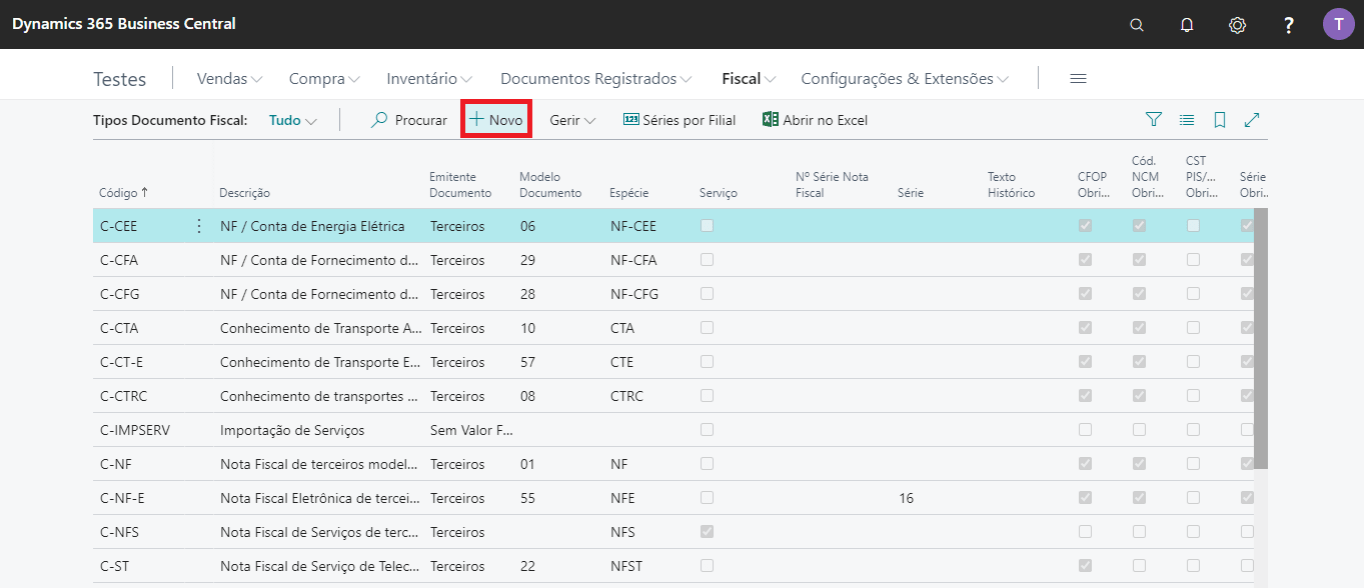 Dynamics 365 Business Central
? T
Testes Vendas Compra Inventário Documentos Registrados Fiscal Configurações & Extensões
Tipos Documento Fiscal: Tudo Procurar + Novo Gerir 123 Séries por Filial Abrir no Excel
Código ↑ Descrição Emitente Documento Modelo Documento Espécie Serviço Nº Série Nota Fiscal Série Texto Histórico CFOP Obri... Cód. NCM Obri... CST PIS/... Obri... Série Obri..
C-CEE NF / Conta de Energia Elétrica Terceiros 06 NF-CEE
C-CFA NF / Conta de Fornecimento d... Terceiros 29 NF-CFA
C-CFG NF / Conta de Fornecimento d... Terceiros 28 NF-CFG
C-CTA Conhecimento de Transporte A... Terceiros 10 CTA
C-CT-E Conhecimento de Transporte E... Terceiros 57 CTE
C-CTRC Conhecimento de transportes ... Terceiros 08 CTRC
C-IMPSERV Importação de Serviços Sem Valor F...
C-NF Nota Fiscal de terceiros model... Terceiros 01 NF
C-NF-E Nota Fiscal Eletrônica de tercei... Terceiros 55 NFE 16
C-NFS Nota Fiscal de Serviços de terc... Terceiros NFS
C-ST Nota Fiscal de Serviço de Telec... Terceiros 22 NFST